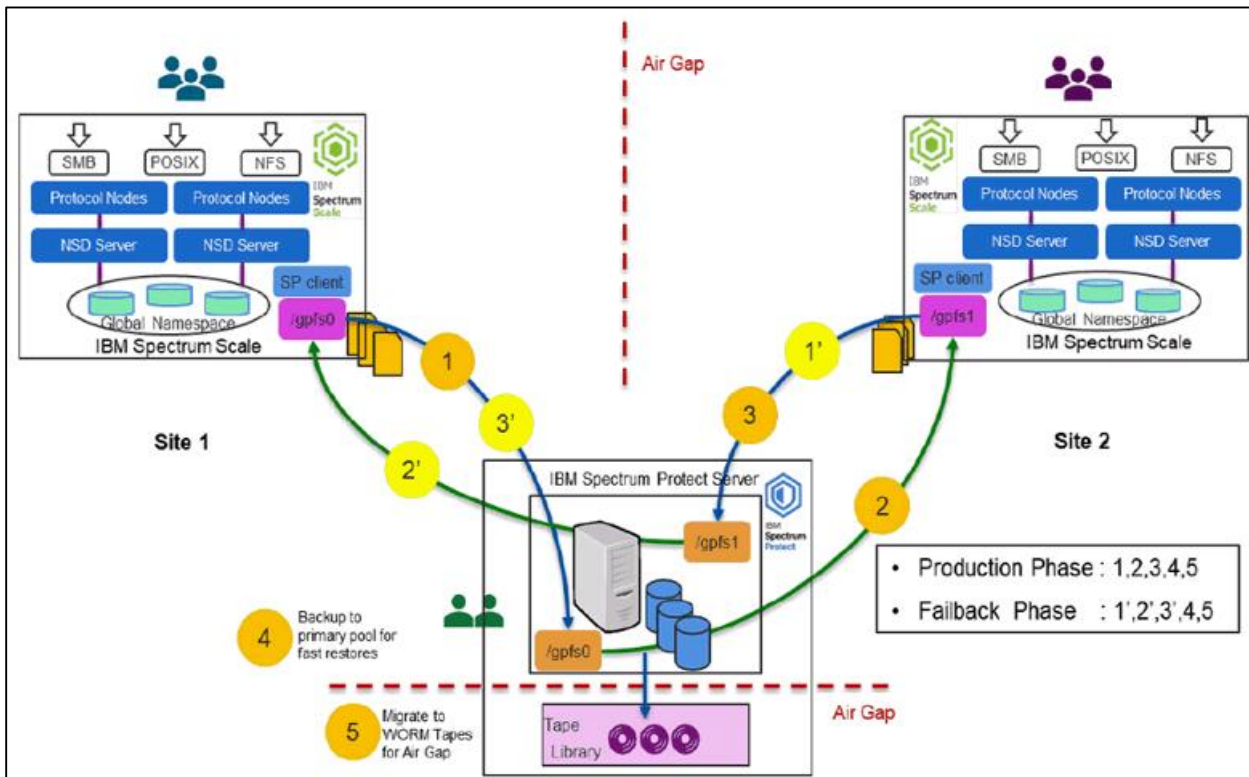 Air Gap
SMB
POSIX
NFS
IBM
Spectrum
Scale
Protocol Nodes
Protocol Nodes
NSD Server
NSD Server
SP client
/gpfs0
Global Namespace
IBM Spectrum Scale
SMB
POSIX
NFS
IBM
Spectrum
Scale
Protocol Nodes
Protocol Nodes
NSD Server
NSD Server
SP client
/gpfs1
Global Namespace
IBM Spectrum Scale
1
1'
3'
3
Site 1
Site 2
2'
2
IBM Spectrum Protect Server
IBM
Spectrum
Protect
/gpfs1
/gpfs0
• Production Phase : 1,2,3,4,5
• Failback Phase : 1',2',3',4,5
4
Backup to
primary pool for
fast restores
5
Migrate to
WORM Tapes
for Air Gap
Air Gap
Tape
Library